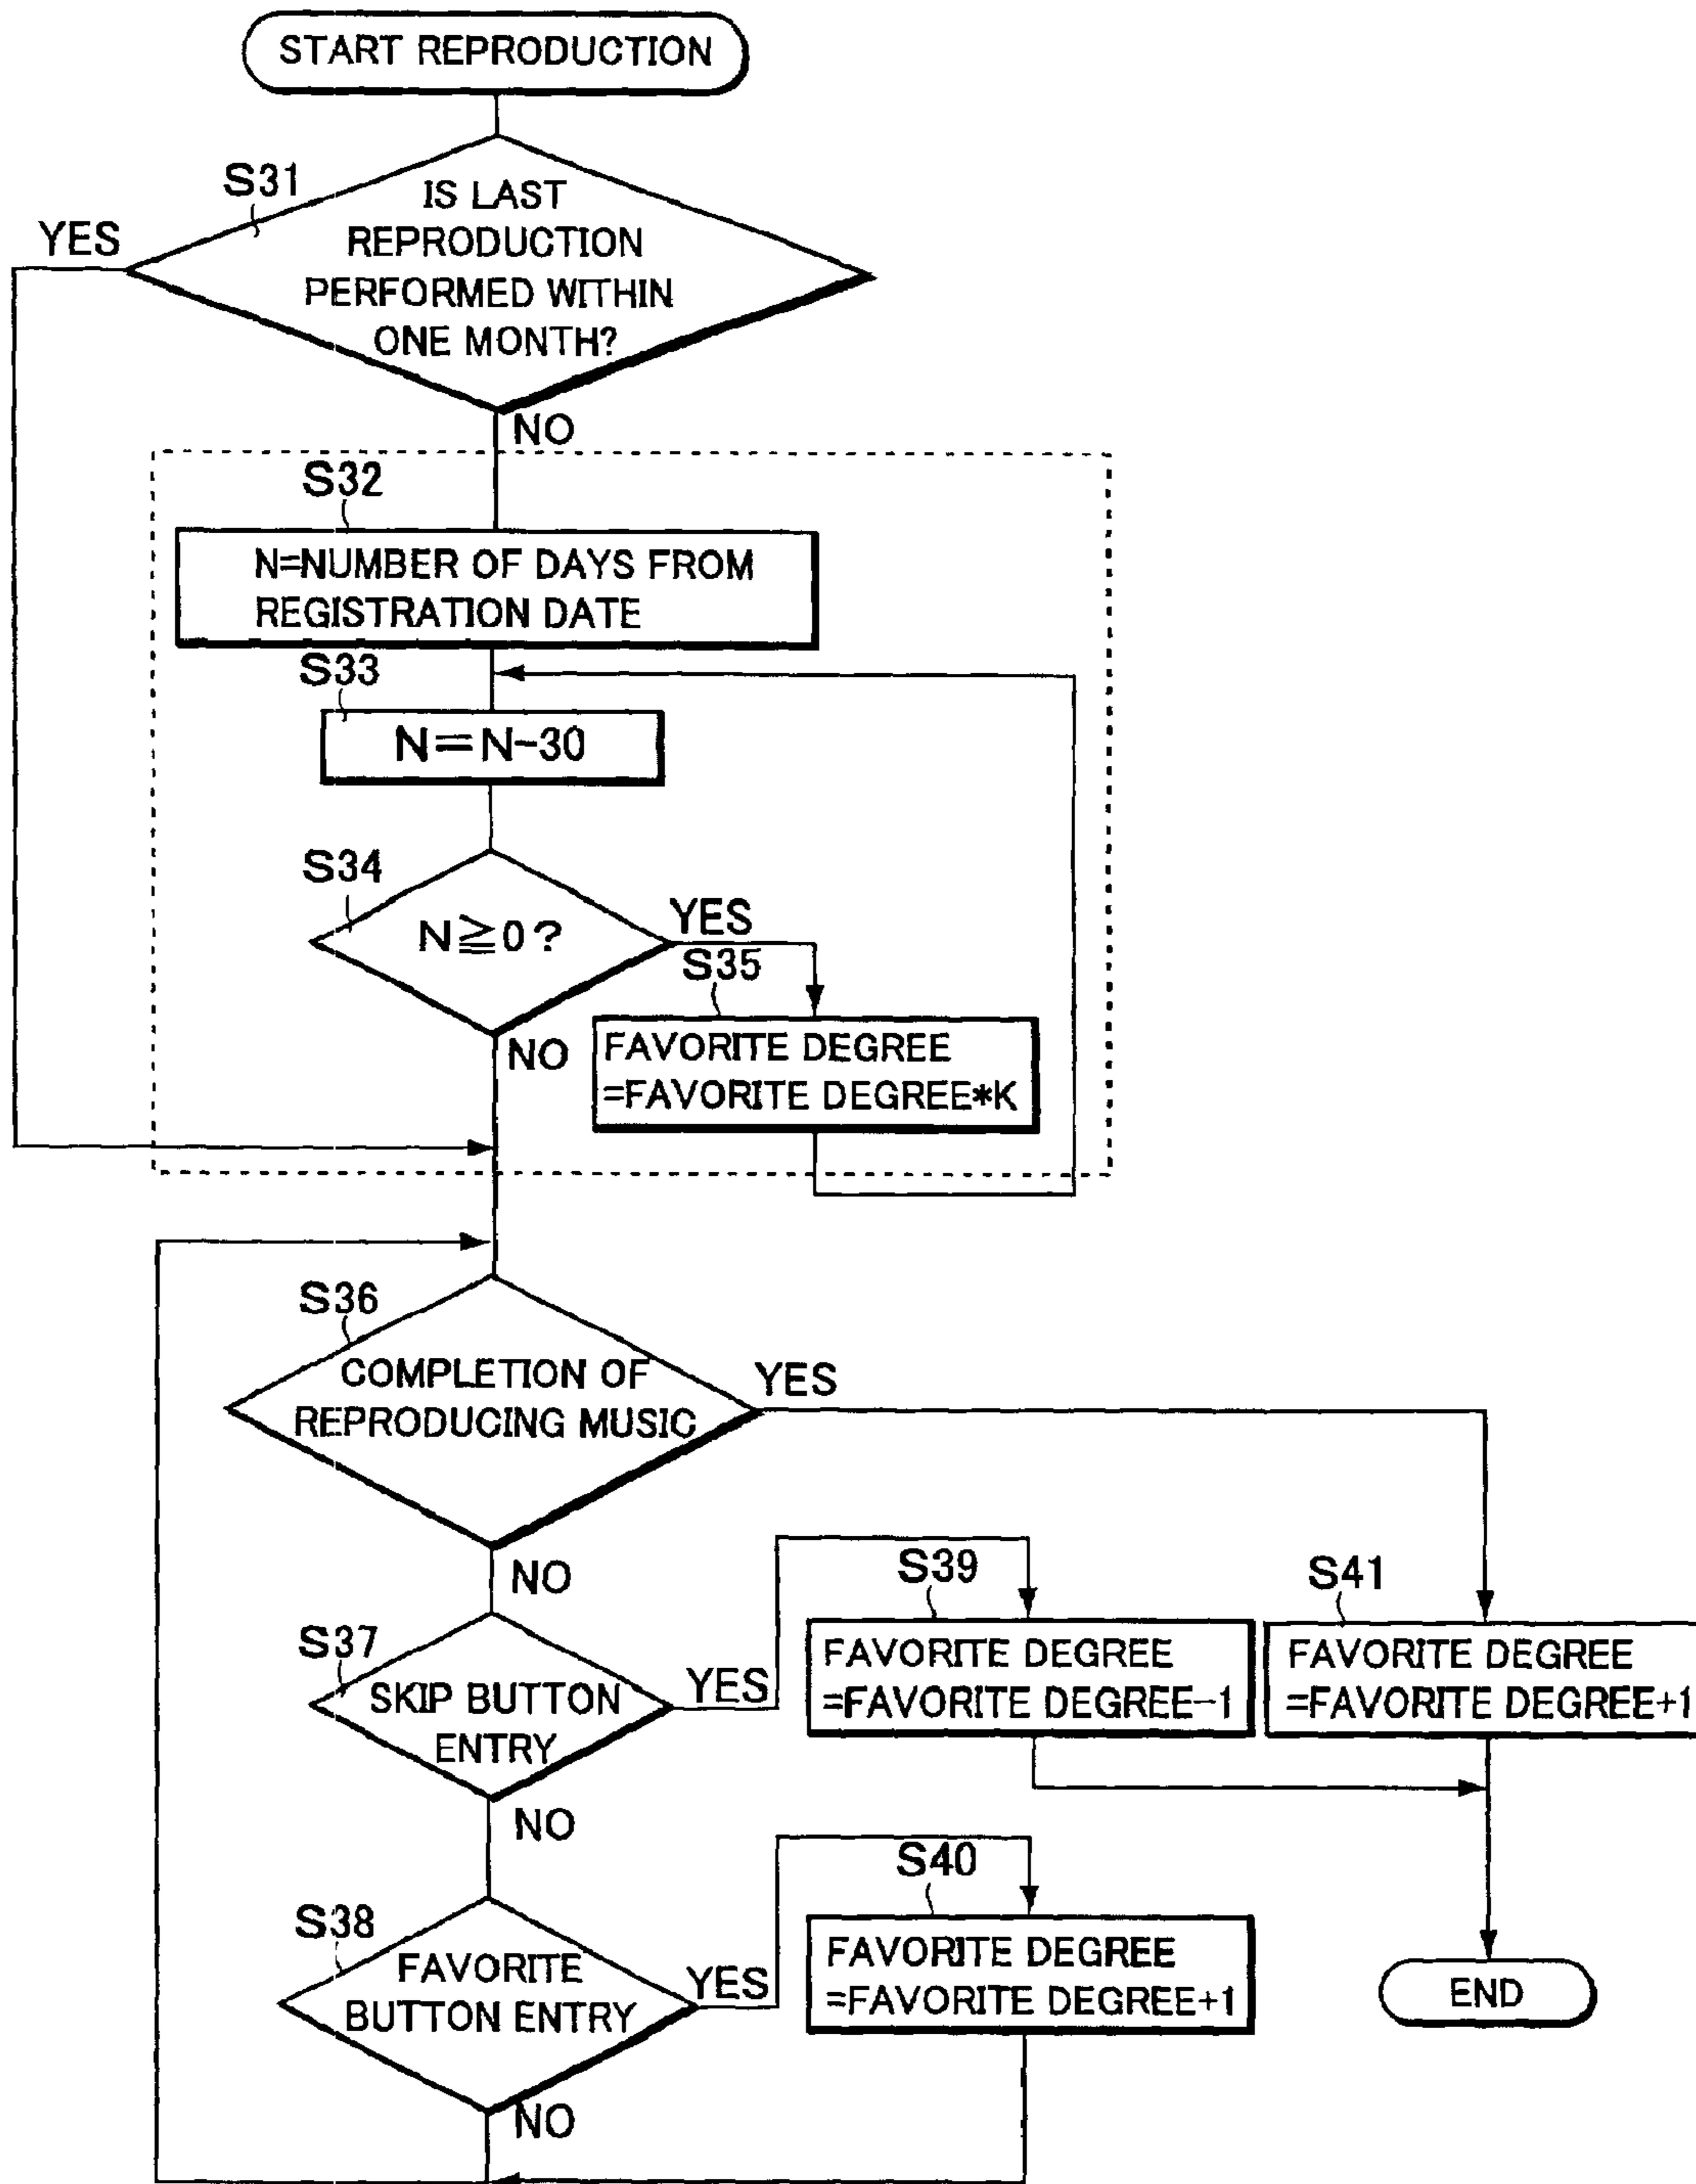 START REPRODUCTION
S31
IS LAST
REPRODUCTION
PERFORMED WITHIN
ONE MONTH?
YES
NO
S32
N=NUMBER OF DAYS FROM
REGISTRATION DATE
S33
N=N-30
S34
N≧0?
YES
NO
S35
FAVORITE DEGREE
=FAVORITE DEGREE*K
S36
COMPLETION OF
REPRODUCING MUSIC
YES
NO
S37
SKIP BUTTON
ENTRY
YES
NO
S39
FAVORITE DEGREE
=FAVORITE DEGREE-1
S41
FAVORITE DEGREE
=FAVORITE DEGREE+1
S38
FAVORITE
BUTTON ENTRY
YES
NO
S40
FAVORITE DEGREE
=FAVORITE DEGREE+1
END